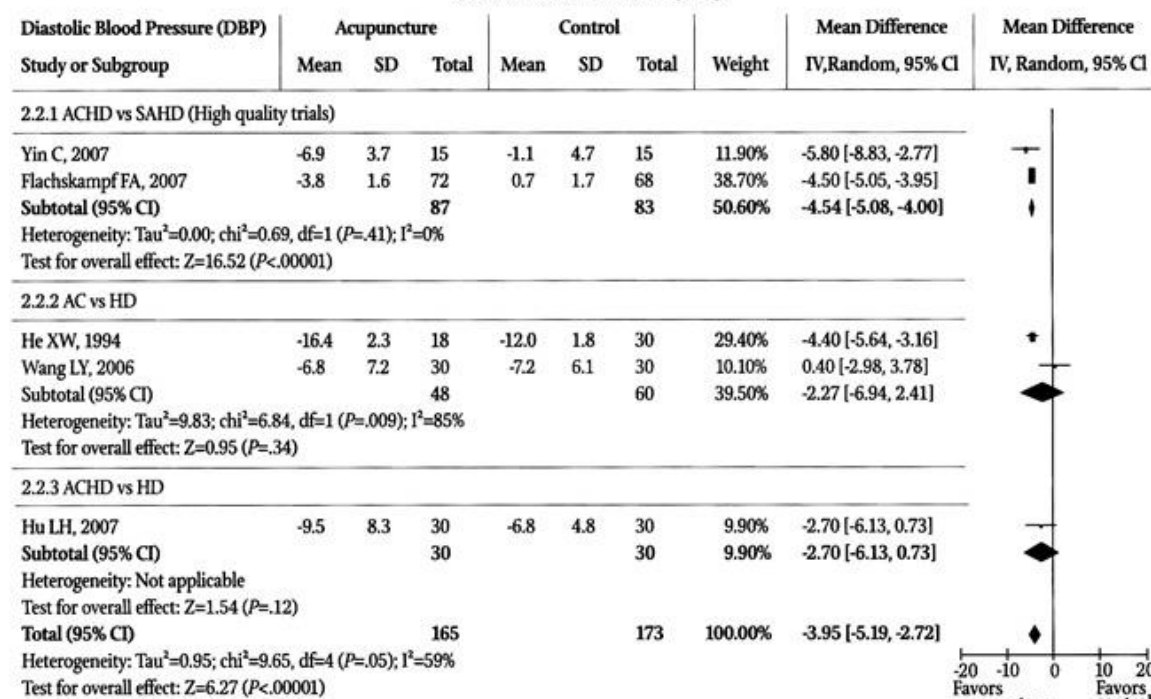 Diastolic Blood Pressure (DBP) Acupuncture Control Mean Difference Mean Difference
Study or Subgroup Mean SD Total Mean SD Total Weight IV,Random, 95% CI IV, Random, 95% CI
2.2.1 ACHD vs SAHD (High quality trials)
Yin C, 2007 -6.9 3.7 15 -1.1 4.7 15 11.90% -5.80 [-8.83, -2.77]
Flachskampf FA, 2007 -3.8 1.6 72 0.7 1.7 68 38.70% -4.50 [-5.05, -3.95]
Subtotal (95% CI) 87 83 50.60% -4.54 [-5.08, -4.00]
Heterogeneity: Tau²=0.00; chi²=0.69, df=1 (P=.41); I²=0%
Test for overall effect: Z=16.52 (P<.00001)
2.2.2 AC vs HD
He XW, 1994 -16.4 2.3 18 -12.0 1.8 30 29.40% -4.40 [-5.64, -3.16]
Wang LY, 2006 -6.8 7.2 30 -7.2 6.1 30 10.10% 0.40 [-2.98, 3.78]
Subtotal (95% CI) 48 60 39.50% -2.27 [-6.94, 2.41]
Heterogeneity: Tau²=9.83; chi²=6.84, df=1 (P=.009); I²=85%
Test for overall effect: Z=0.95 (P=.34)
2.2.3 ACHD vs HD
Hu LH, 2007 -9.5 8.3 30 -6.8 4.8 30 9.90% -2.70 [-6.13, 0.73]
Subtotal (95% CI) 30 30 9.90% -2.70 [-6.13, 0.73]
Heterogeneity: Not applicable
Test for overall effect: Z=1.54 (P=.12)
Total (95% CI) 165 173 100.00% -3.95 [-5.19, -2.72]
Heterogeneity: Tau²=0.95; chi²=9.65, df=4 (P=.05); I²=59%
-20 -10 0 10 20
Test for overall effect: Z=6.27 (P<.00001) Favors Favors